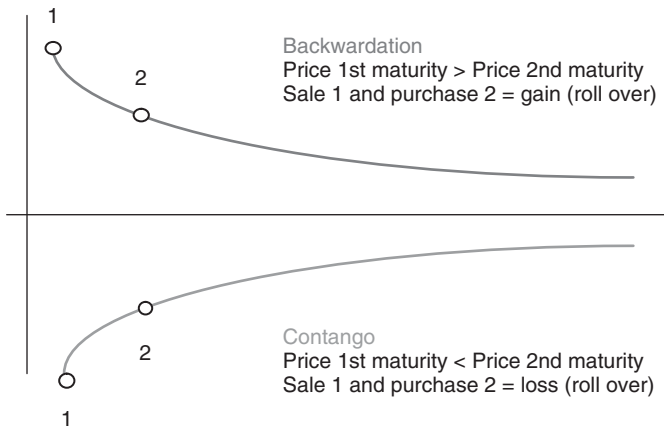 1
2
Backwardation
Price 1st maturity > Price 2nd maturity
Sale 1 and purchase 2 = gain (roll over)
2
1
Contango
Price 1st maturity < Price 2nd maturity
Sale 1 and purchase 2 = loss (roll over)